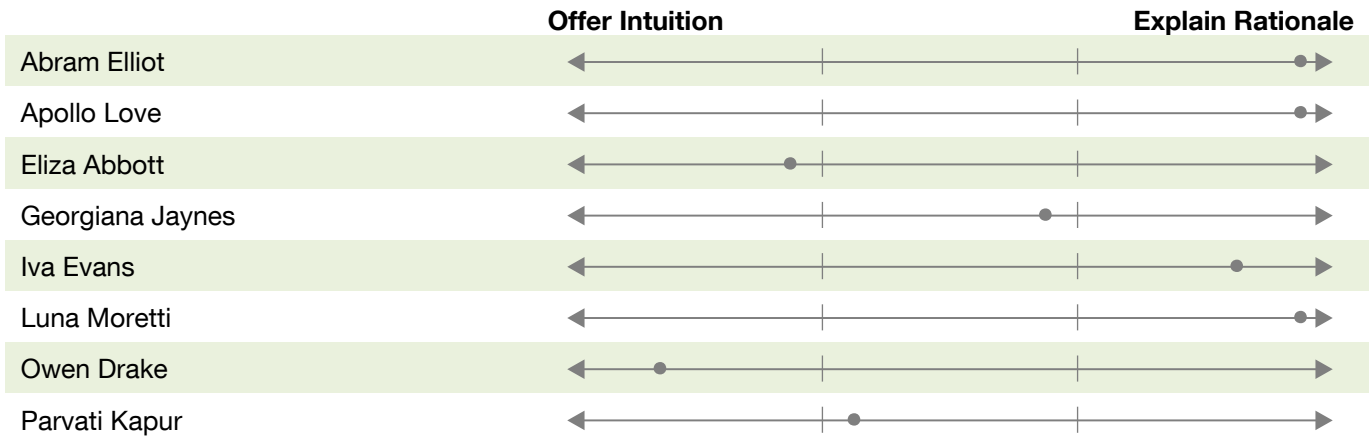 Offer Intuition Explain Rationale
Abram Elliot
Apollo Love
Eliza Abbott
Georgiana Jaynes
Iva Evans
Luna Moretti
Owen Drake
Parvati Kapur